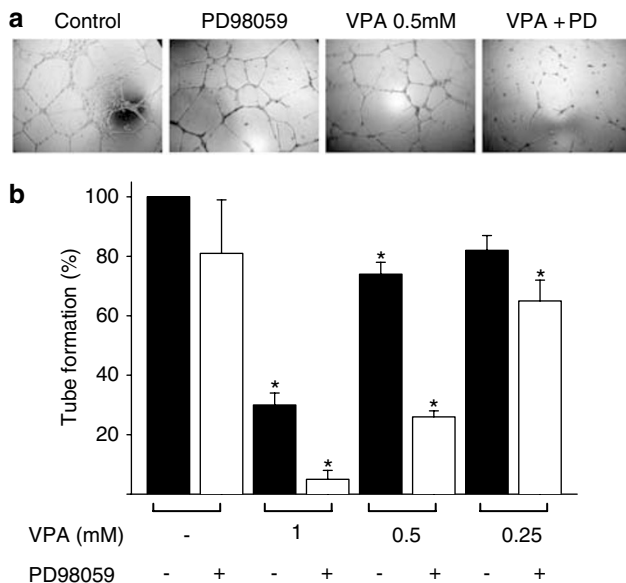 a
Control PD98059 VPA 0.5mM VPA + PD
b
Tube formation (%)
100
80
60
40
20
* * * * *
VPA (mM) - 1 0.5 0.25
PD98059 - + - + - + - +